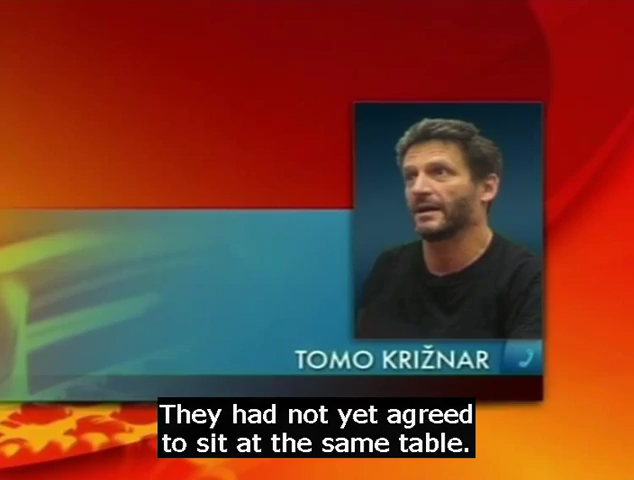 TOMO KRIŽNAR
They had not yet agreed
to sit at the same table.